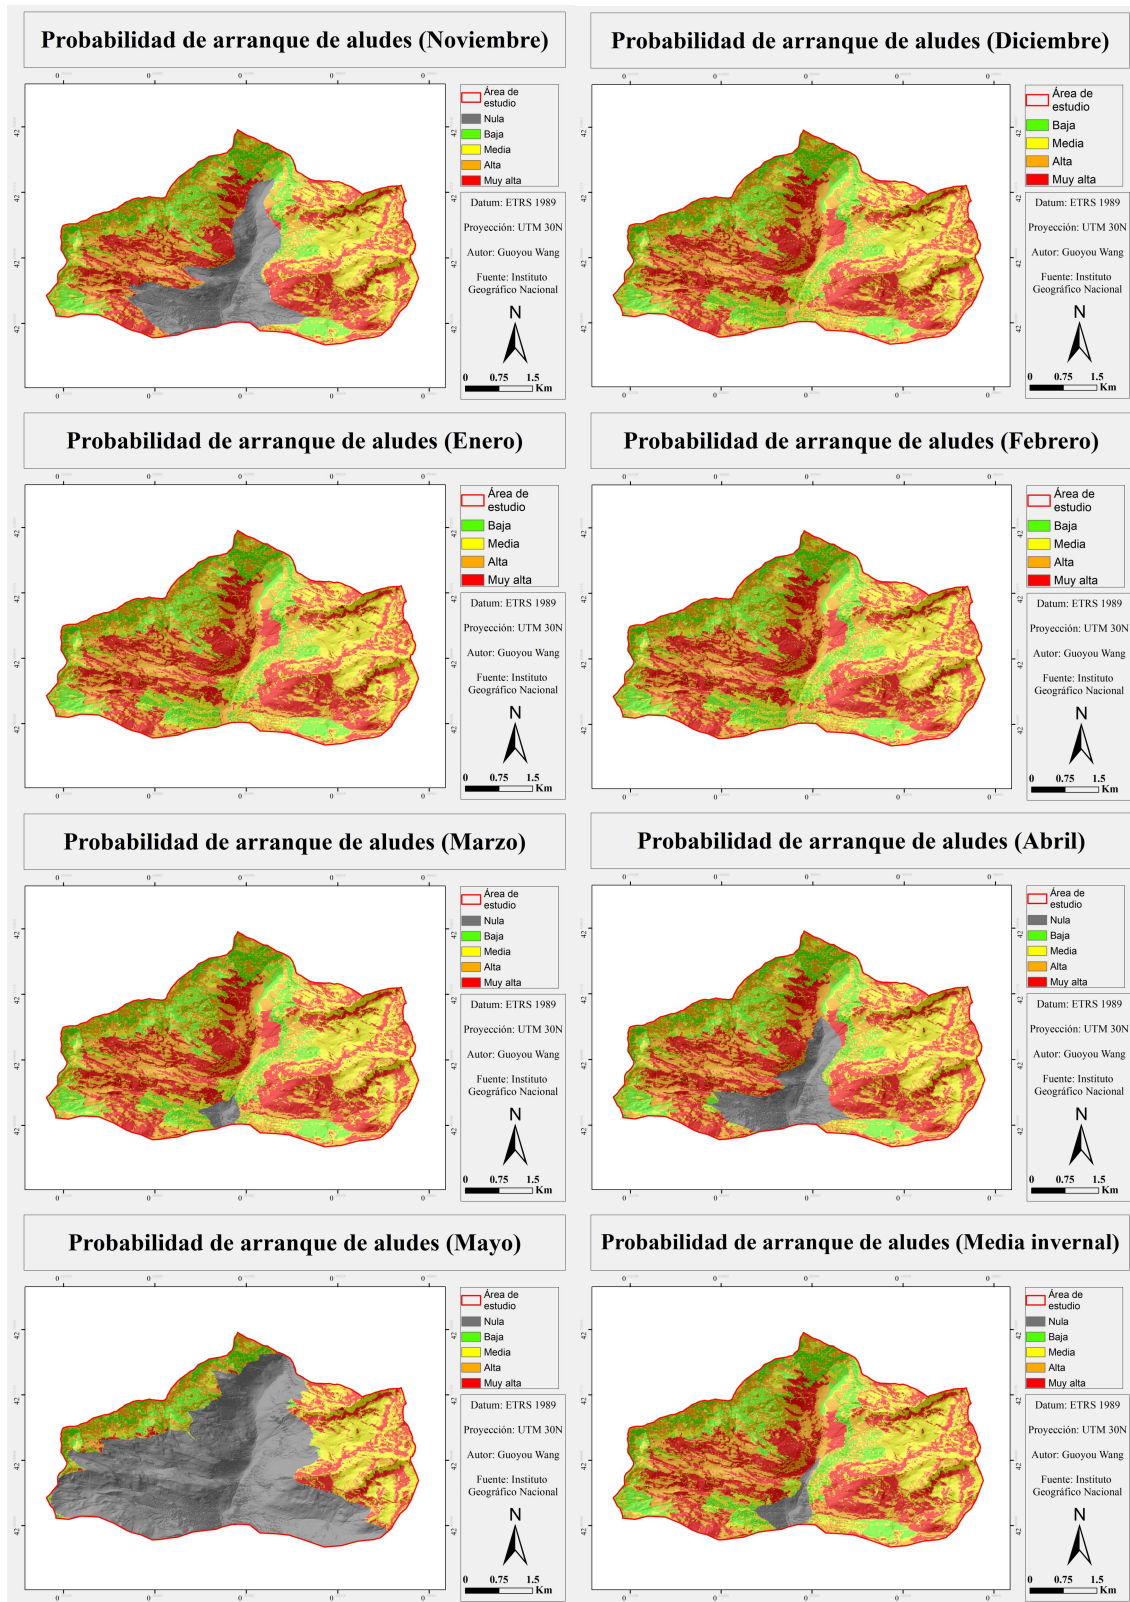 Probabilidad de arranque de aludes (Noviembre)
Área de
estudio
Nula
Baja
Media
Alta
Muy alta
Datum: ETRS 1989
Proyección: UTM 30N
Autor: Guoyou Wang
Fuente: Instituto
Geográfico Nacional
N
0 0.75 1.5
Km
Probabilidad de arranque de aludes (Diciembre)
Área de
estudio
Baja
Media
Alta
Muy alta
Datum: ETRS 1989
Proyección: UTM 30N
Autor: Guoyou Wang
Fuente: Instituto
Geográfico Nacional
N
0 0.75 1.5
Km
Probabilidad de arranque de aludes (Enero)
Área de
estudio
Baja
Media
Alta
Muy alta
Datum: ETRS 1989
Proyección: UTM 30N
Autor: Guoyou Wang
Fuente: Instituto
Geográfico Nacional
N
0 0.75 1.5
Km
Probabilidad de arranque de aludes (Febrero)
Área de
estudio
Baja
Media
Alta
Muy alta
Datum: ETRS 1989
Proyección: UTM 30N
Autor: Guoyou Wang
Fuente: Instituto
Geográfico Nacional
N
0 0.75 1.5
Km
Probabilidad de arranque de aludes (Marzo)
Área de
estudio
Nula
Baja
Media
Alta
Muy alta
Datum: ETRS 1989
Proyección: UTM 30N
Autor: Guoyou Wang
Fuente: Instituto
Geográfico Nacional
N
0 0.75 1.5
Km
Probabilidad de arranque de aludes (Abril)
Área de
estudio
Nula
Baja
Media
Alta
Muy alta
Datum: ETRS 1989
Proyección: UTM 30N
Autor: Guoyou Wang
Fuente: Instituto
Geográfico Nacional
N
0 0.75 1.5
Km
Probabilidad de arranque de aludes (Mayo)
Área de
estudio
Nula
Baja
Media
Alta
Muy alta
Datum: ETRS 1989
Proyección: UTM 30N
Autor: Guoyou Wang
Fuente: Instituto
Geográfico Nacional
N
0 0.75 1.5
Km
Probabilidad de arranque de aludes (Media invernal)
Área de
estudio
Nula
Baja
Media
Alta
Muy alta
Datum: ETRS 1989
Proyección: UTM 30N
Autor: Guoyou Wang
Fuente: Instituto
Geográfico Nacional
N
0 0.75 1.5
Km